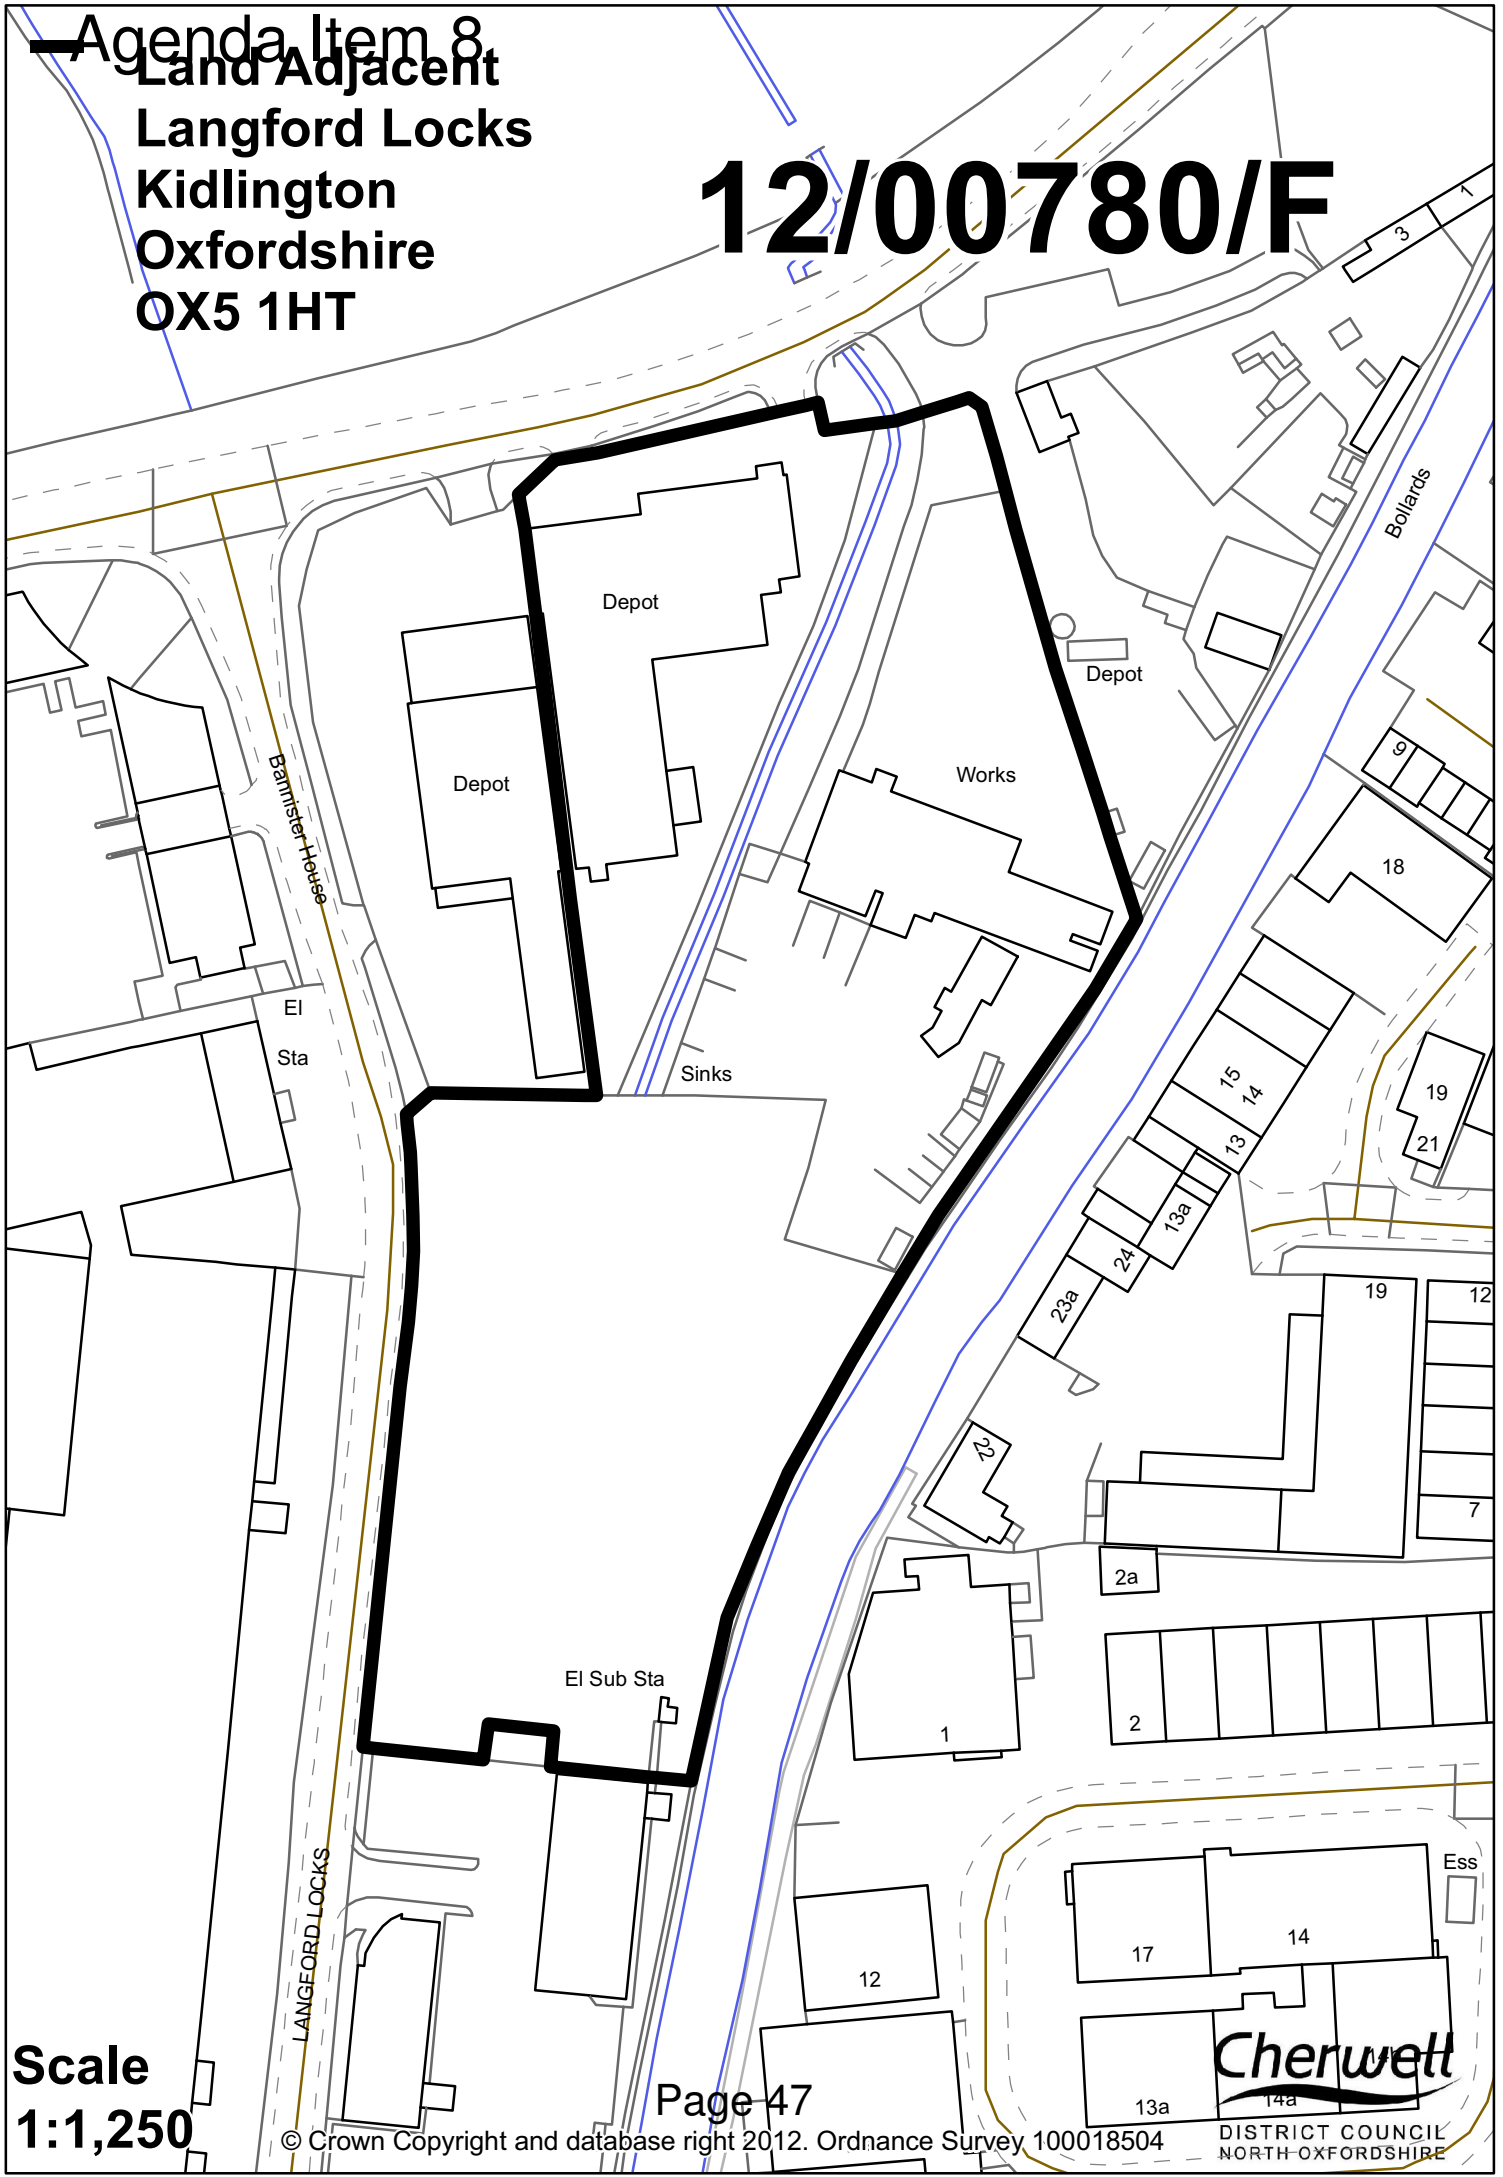 Agenda Item 8
Land Adjacent
Langford Locks
Kidlington
Oxfordshire
OX5 1HT
12/00780/F
1
3
Bollards
Depot
Depot
Depot
Works
9
Bannister House
18
El
Sta
Sinks
15
14
13
19
21
13a
24
23a
19
12
22
7
2a
El Sub Sta
1
2
LANGFORD LOCKS
Ess
17
14
12
13a
14a
Scale
1:1,250
Page 47
© Crown Copyright and database right 2012. Ordnance Survey 100018504
Cherwell
DISTRICT COUNCIL
NORTH OXFORDSHIRE